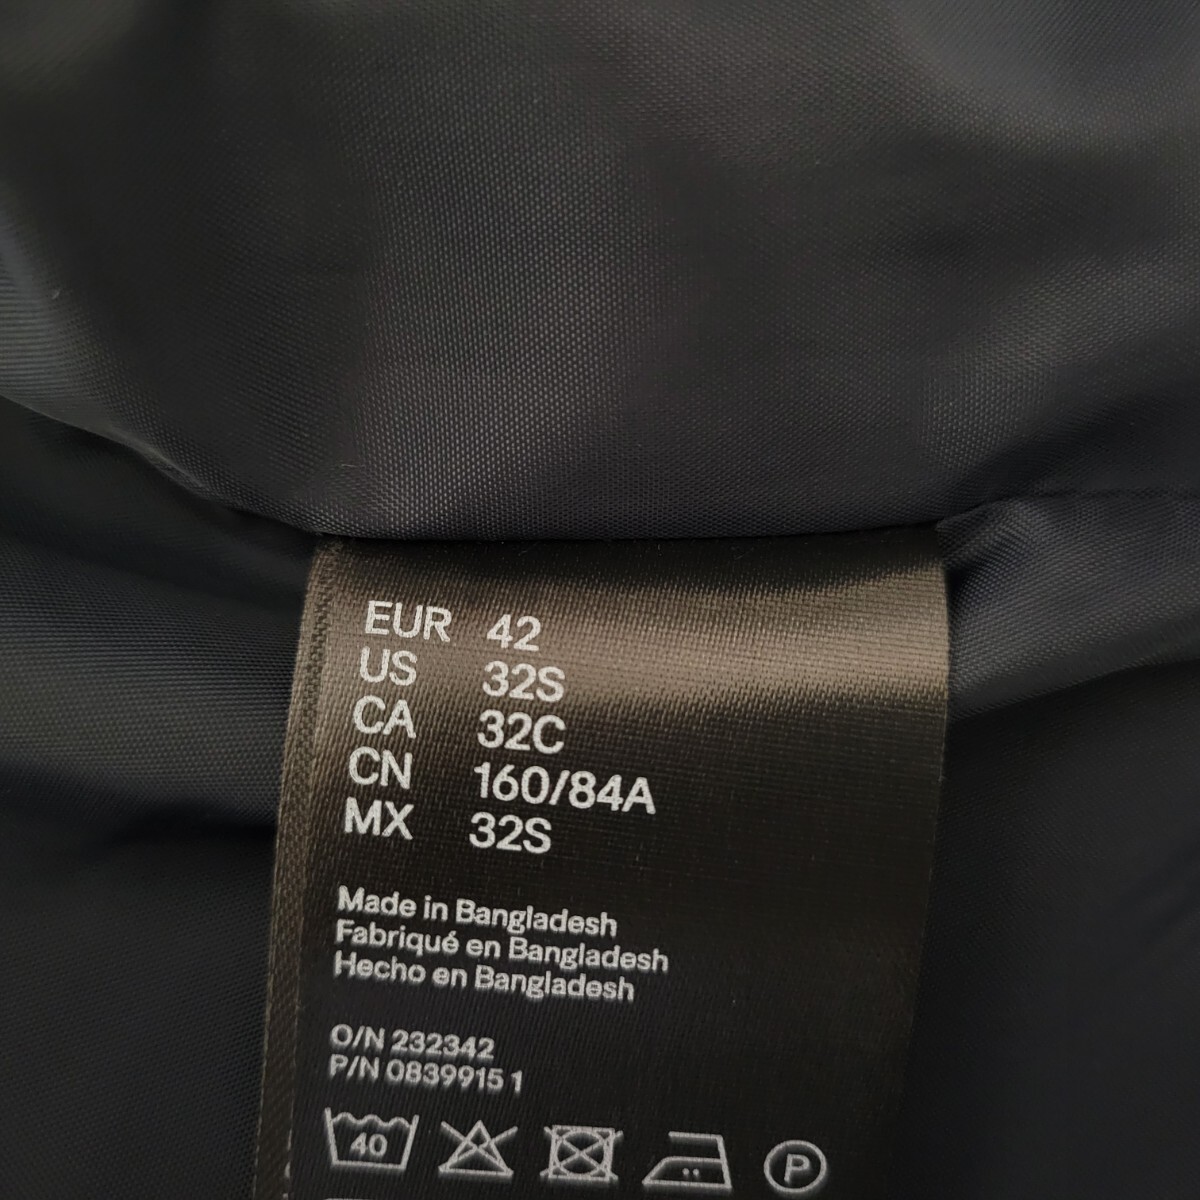 EUR 42
US 32S
CA 32C
CN 160/84A
MX 32S
Made in Bangladesh
Fabriqué en Bangladesh
Hecho en Bangladesh
O/N 232342
P/N 0839915 1
40
P